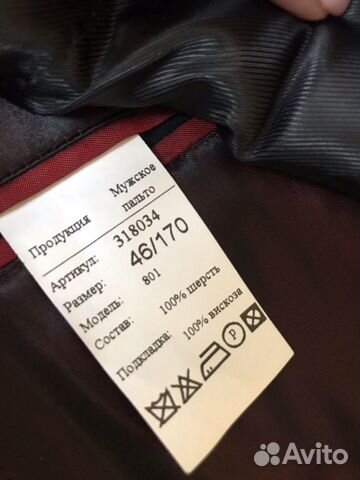 Продукция Мужское
пальто
Артикул: 318034
Размер: 46/170
Модель: 801
Состав: 100% шерсть
Подкладка: 100% вискоза
P
Avito